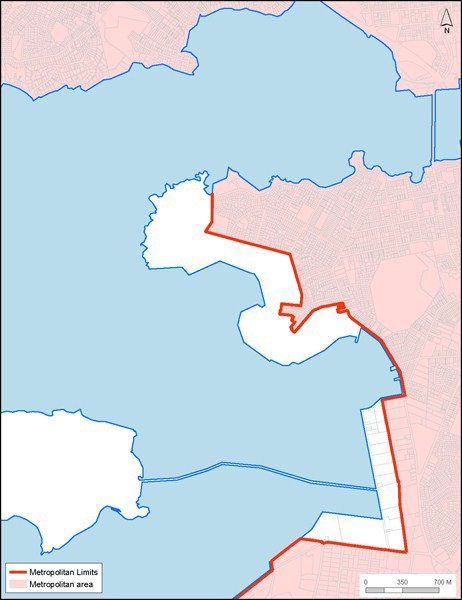 N
Metropolitan Limits
Metropolitan area
0 350 700 M